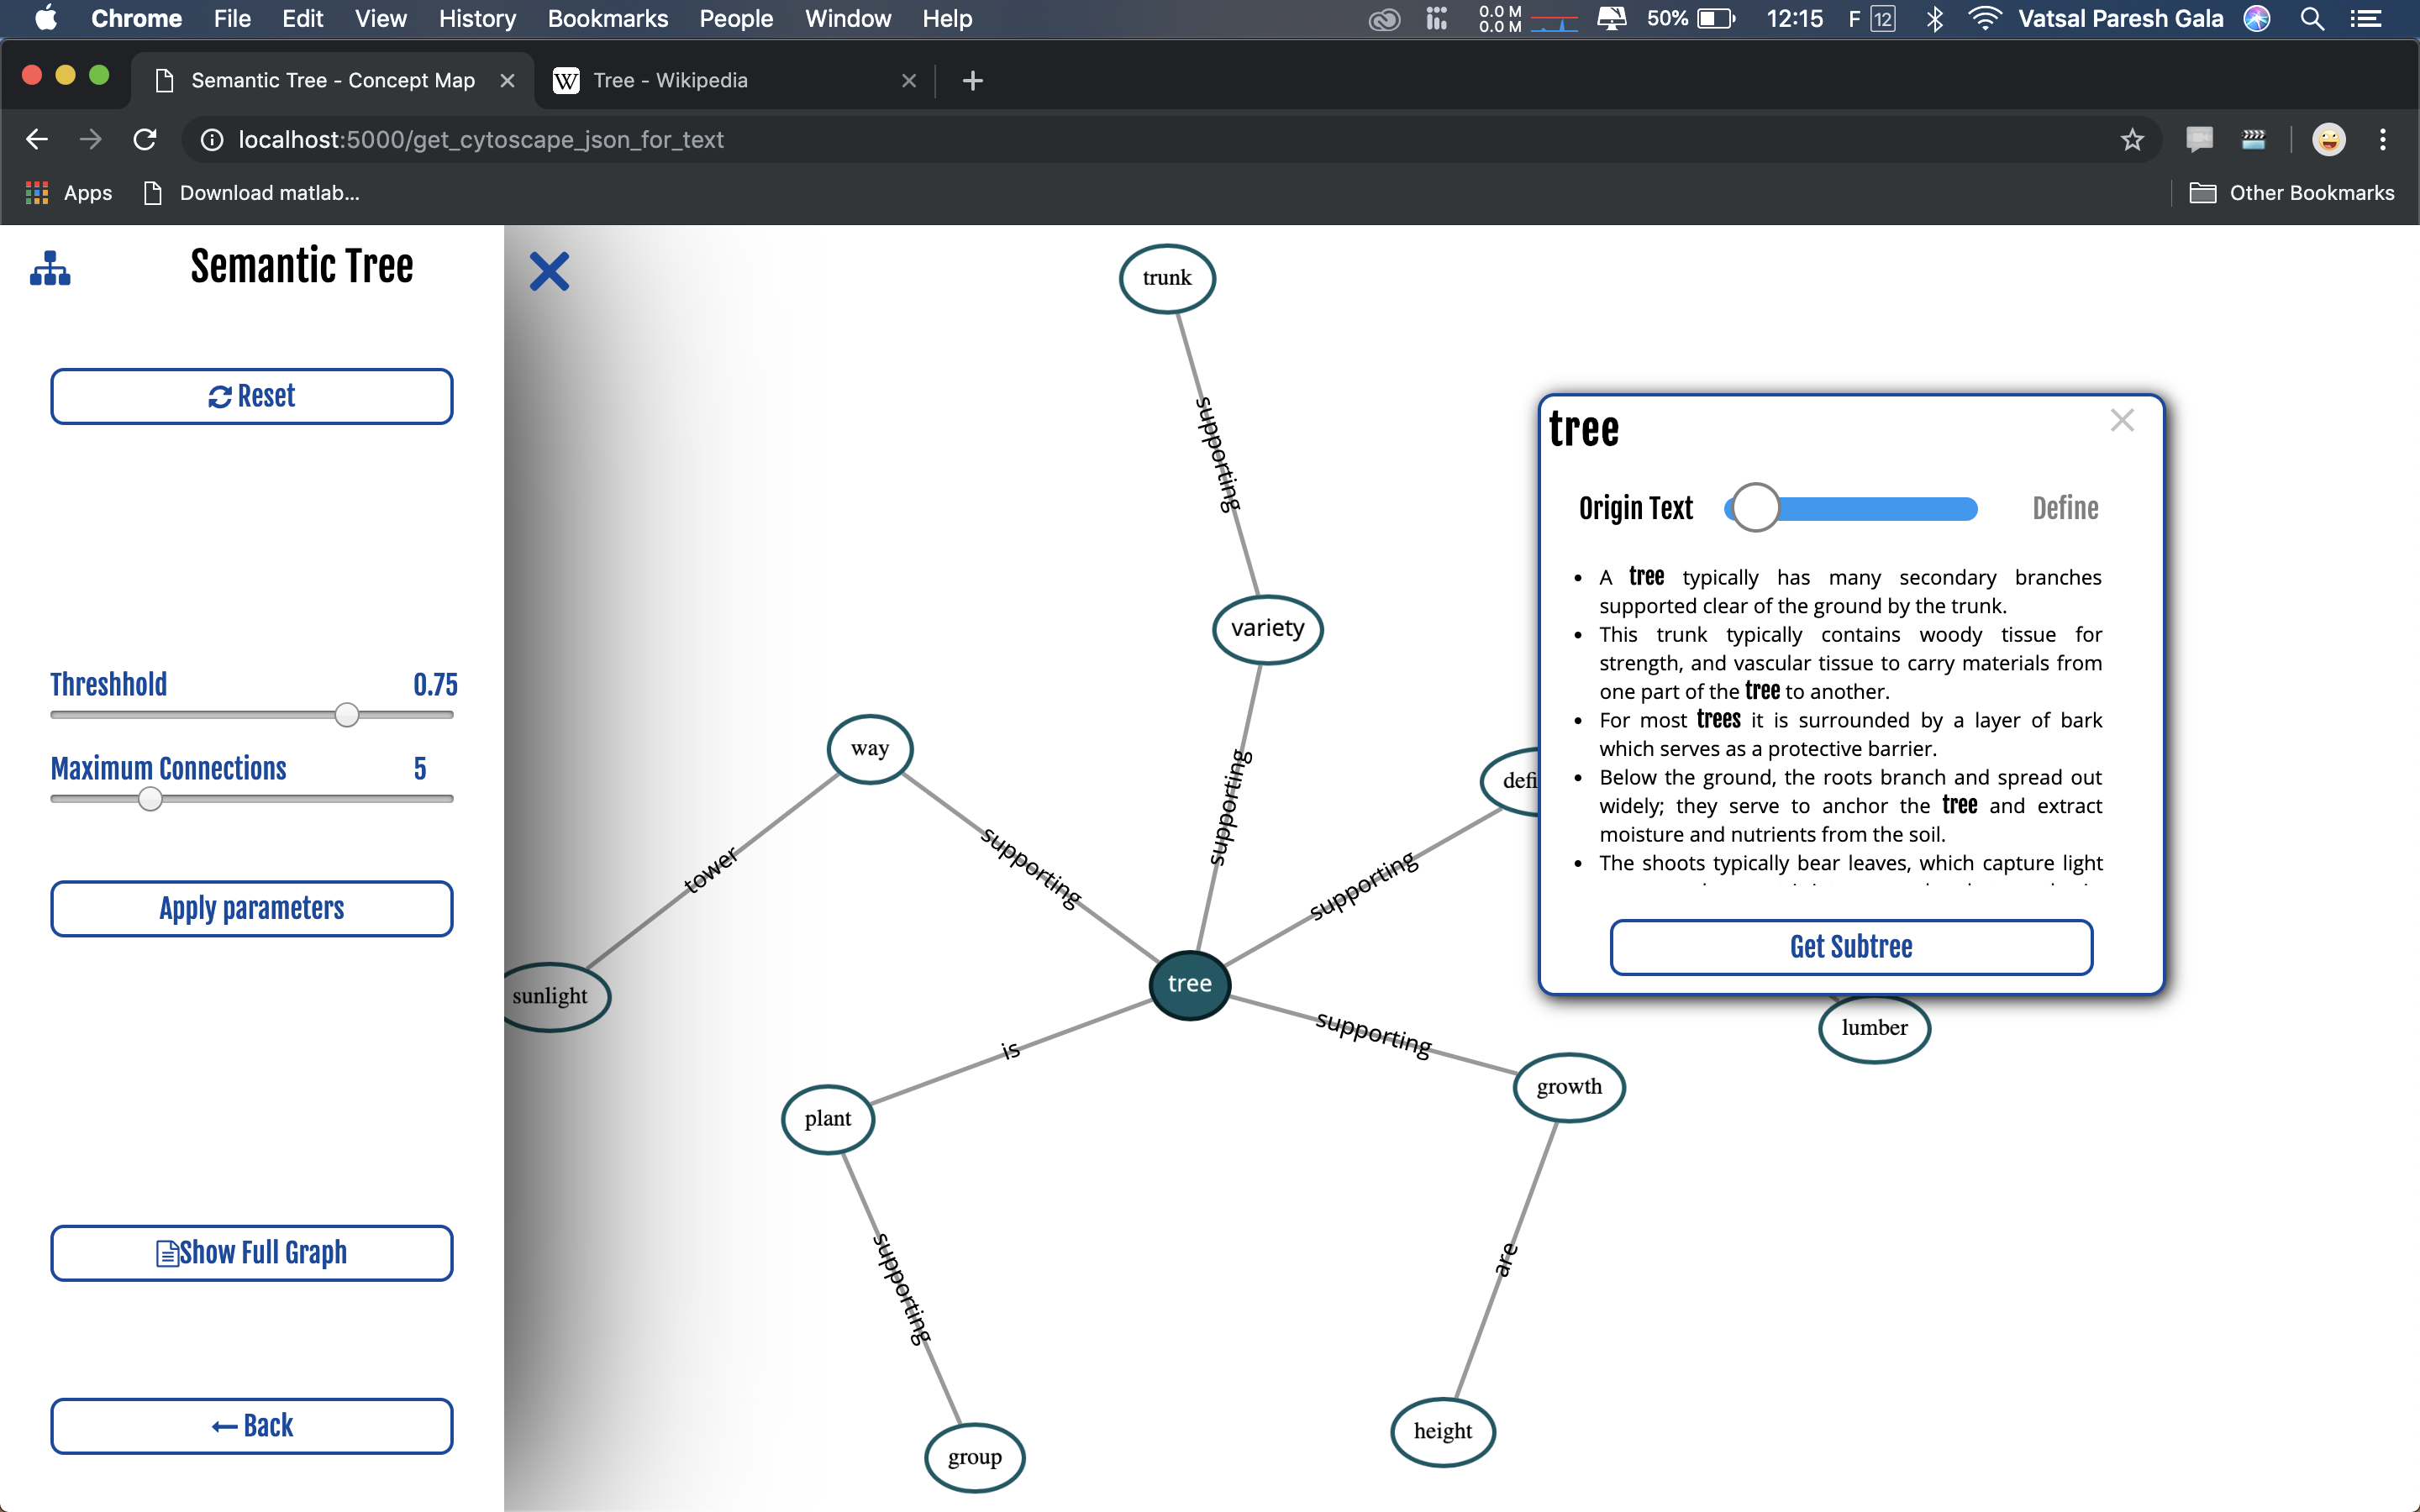 Chrome File Edit View History Bookmarks People Window Help 0.0 M 0.0 M 50% 12:15 F 12 Vatsal Paresh Gala
Semantic Tree - Concept Map W Tree - Wikipedia
localhost:5000/get_cytoscape_json_for_text
Apps Download matlab... Other Bookmarks
Semantic Tree
Reset
Threshhold 0.75
Maximum Connections 5
Apply parameters
Show Full Graph
Back
trunk
supporting
variety
supporting
way
tower
supporting
sunlight
supporting
tree
is
plant
supporting
growth
supporting
are
group
height
lumber
tree
Origin Text Define
A tree typically has many secondary branches
supported clear of the ground by the trunk.
This trunk typically contains woody tissue for
strength, and vascular tissue to carry materials from
one part of the tree to another.
For most trees it is surrounded by a layer of bark
which serves as a protective barrier.
Below the ground, the roots branch and spread out
widely; they serve to anchor the tree and extract
moisture and nutrients from the soil.
The shoots typically bear leaves, which capture light
Get Subtree